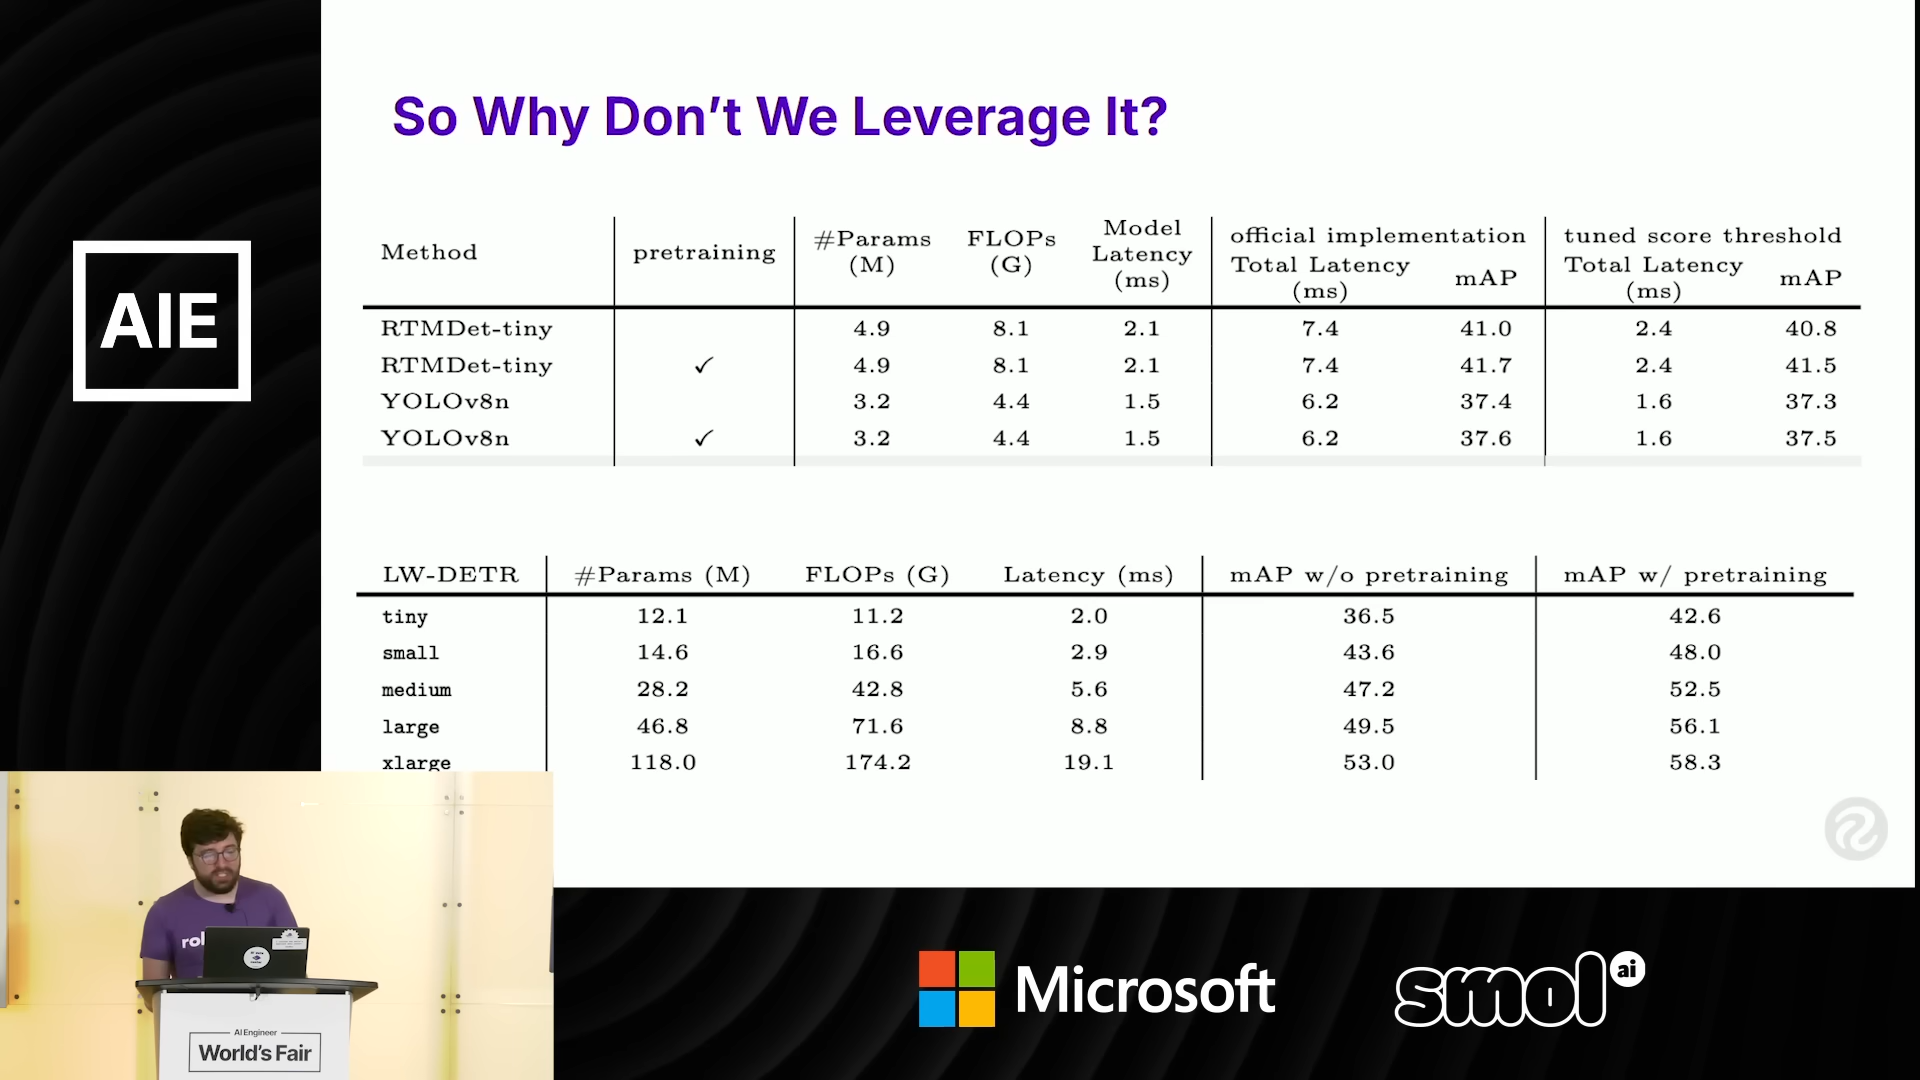 So Why Don't We Leverage It?
AIE
Method pretraining #Params (M) FLOPs (G) Model Latency (ms) official implementation Total Latency (ms) mAP tuned score threshold Total Latency (ms) mAP
RTMDet-tiny 4.9 8.1 2.1 7.4 41.0 2.4 40.8
RTMDet-tiny ✓ 4.9 8.1 2.1 7.4 41.7 2.4 41.5
YOLOv8n 3.2 4.4 1.5 6.2 37.4 1.6 37.3
YOLOv8n ✓ 3.2 4.4 1.5 6.2 37.6 1.6 37.5
LW-DETR #Params (M) FLOPs (G) Latency (ms) mAP w/o pretraining mAP w/ pretraining
tiny 12.1 11.2 2.0 36.5 42.6
small 14.6 16.6 2.9 43.6 48.0
medium 28.2 42.8 5.6 47.2 52.5
large 46.8 71.6 8.8 49.5 56.1
xlarge 118.0 174.2 19.1 53.0 58.3
AI Engineer
World's Fair
Microsoft
smol ai